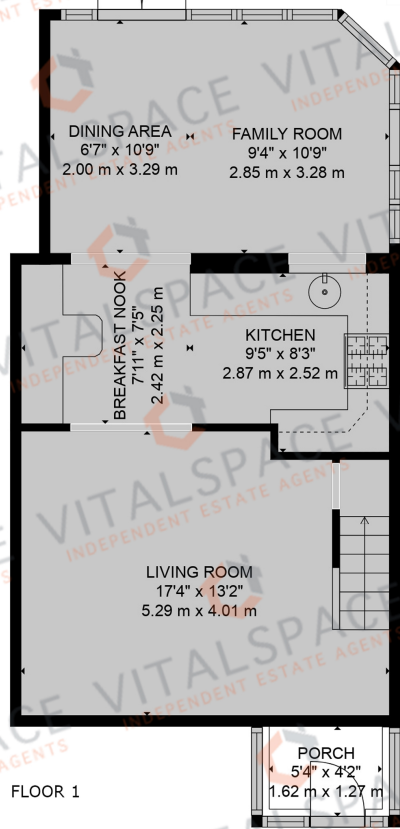 DINING AREA
6'7" x 10'9"
2.00 m x 3.29 m
FAMILY ROOM
9'4" x 10'9"
2.85 m x 3.28 m
BREAKFAST NOOK
7'11" x 7'5"
2.42 m x 2.25 m
KITCHEN
9'5" x 8'3"
2.87 m x 2.52 m
LIVING ROOM
17'4" x 13'2"
5.29 m x 4.01 m
PORCH
5'4" x 4'2"
1.62 m x 1.27 m
FLOOR 1
VITALSPACE
INDEPENDENT ESTATE AGENTS